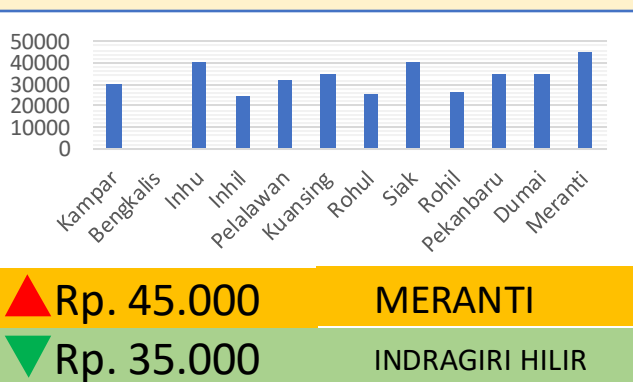 50000
40000
30000
20000
10000
0
Kampar
Bengkalis
Inhu
Inhil
Pelalawan
Kuansing
Rohul
Siak
Rohil
Pekanbaru
Dumai
Meranti
Rp. 45.000 MERANTI
Rp. 35.000 INDRAGIRI HILIR